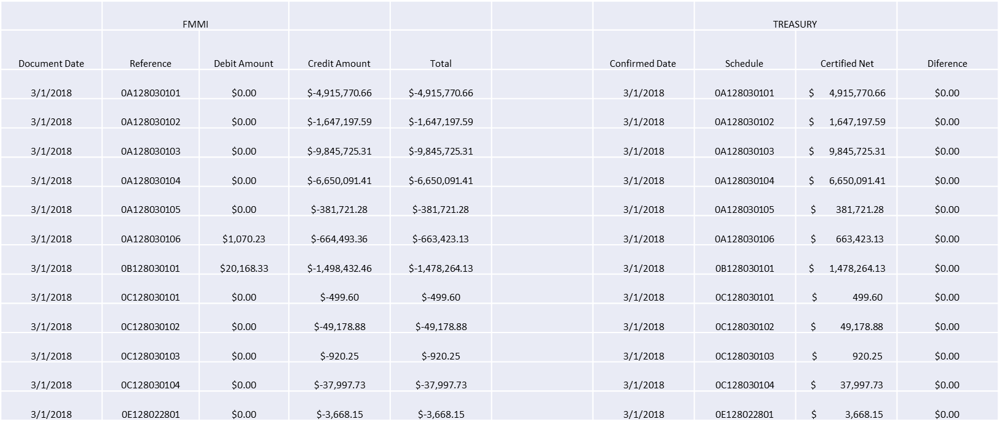 FMMI TREASURY
Document Date Reference Debit Amount Credit Amount Total Confirmed Date Schedule Certified Net Diference
3/1/2018 0A128030101 $0.00 $-4,915,770.66 $-4,915,770.66 3/1/2018 0A128030101 $ 4,915,770.66 $0.00
3/1/2018 0A128030102 $0.00 $-1,647,197.59 $-1,647,197.59 3/1/2018 0A128030102 $ 1,647,197.59 $0.00
3/1/2018 0A128030103 $0.00 $-9,845,725.31 $-9,845,725.31 3/1/2018 0A128030103 $ 9,845,725.31 $0.00
3/1/2018 0A128030104 $0.00 $-6,650,091.41 $-6,650,091.41 3/1/2018 0A128030104 $ 6,650,091.41 $0.00
3/1/2018 0A128030105 $0.00 $-381,721.28 $-381,721.28 3/1/2018 0A128030105 $ 381,721.28 $0.00
3/1/2018 0A128030106 $1,070.23 $-664,493.36 $-663,423.13 3/1/2018 0A128030106 $ 663,423.13 $0.00
3/1/2018 0B128030101 $20,168.33 $-1,498,432.46 $-1,478,264.13 3/1/2018 0B128030101 $ 1,478,264.13 $0.00
3/1/2018 0C128030101 $0.00 $-499.60 $-499.60 3/1/2018 0C128030101 $ 499.60 $0.00
3/1/2018 0C128030102 $0.00 $-49,178.88 $-49,178.88 3/1/2018 0C128030102 $ 49,178.88 $0.00
3/1/2018 0C128030103 $0.00 $-920.25 $-920.25 3/1/2018 0C128030103 $ 920.25 $0.00
3/1/2018 0C128030104 $0.00 $-37,997.73 $-37,997.73 3/1/2018 0C128030104 $ 37,997.73 $0.00
3/1/2018 0E128022801 $0.00 $-3,668.15 $-3,668.15 3/1/2018 0E128022801 $ 3,668.15 $0.00